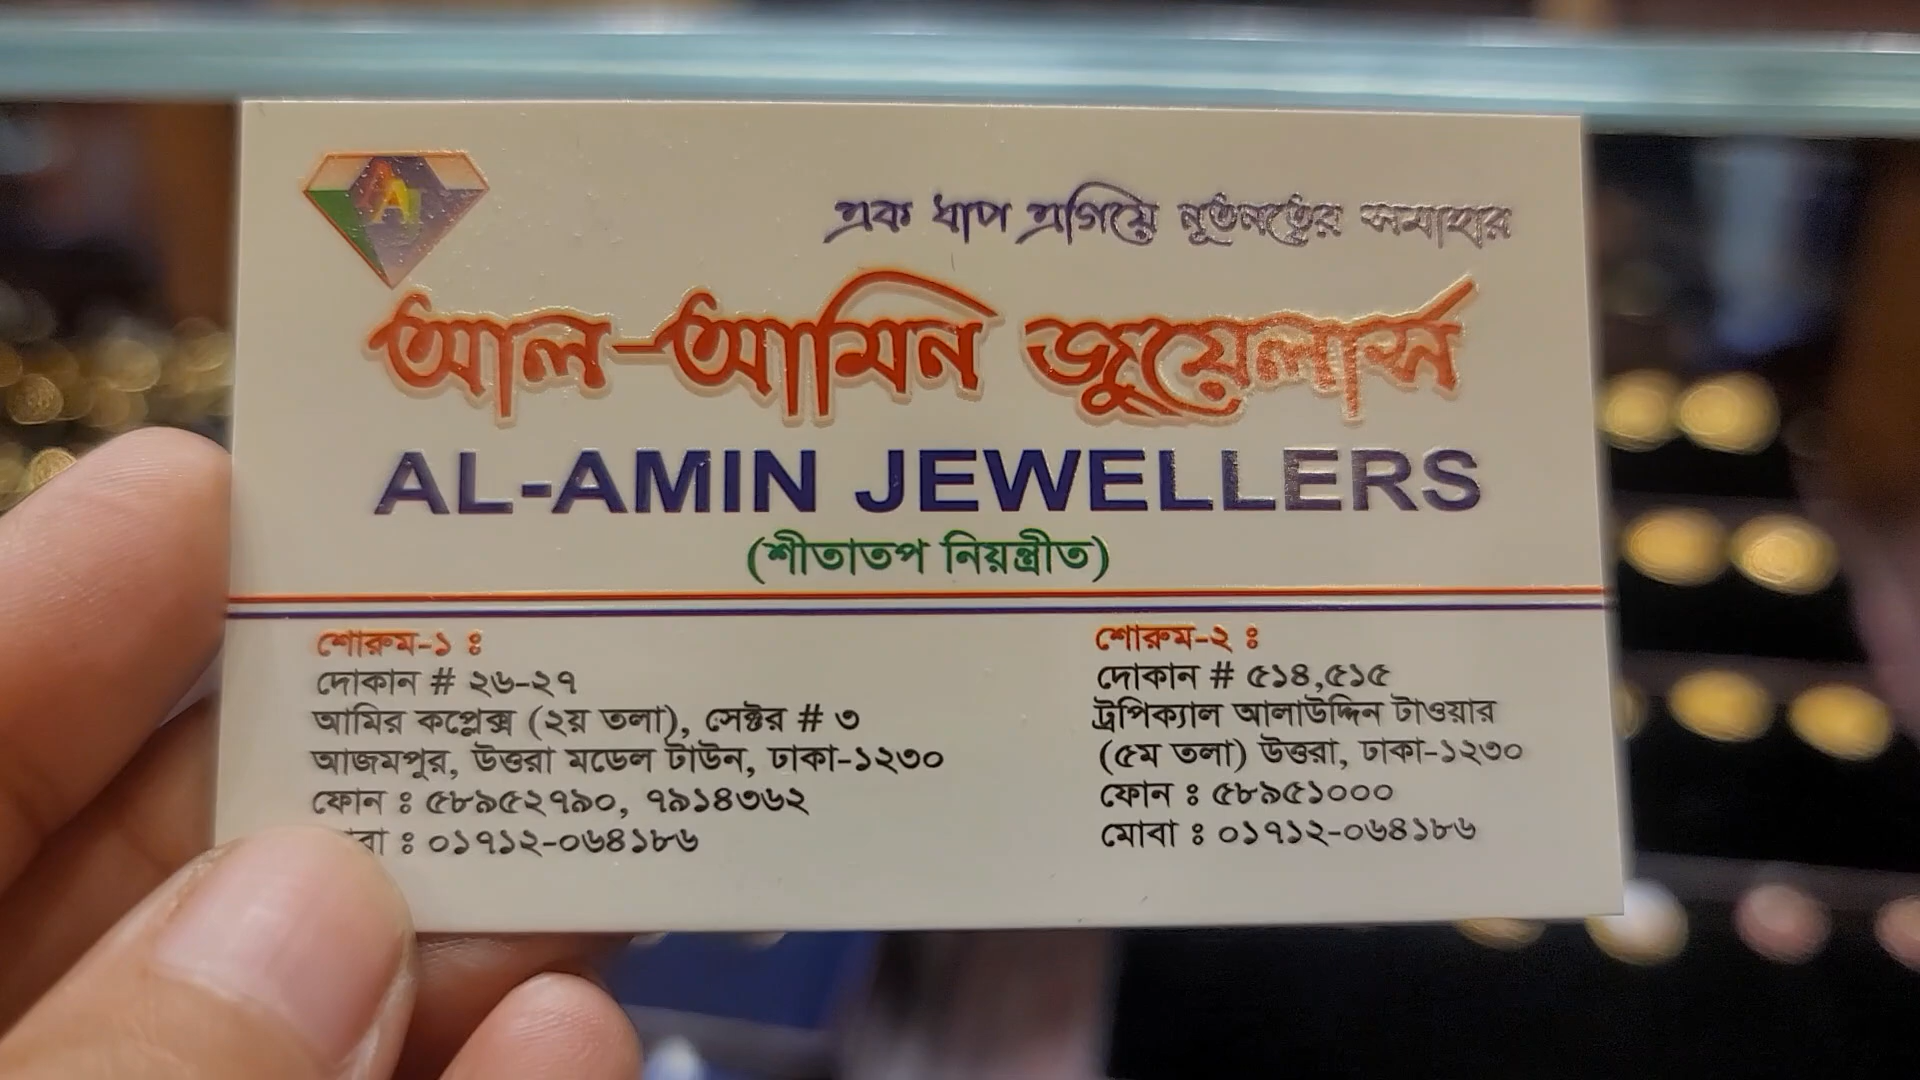 এক ধাপ এগিয়ে নূতনত্বের সমাহার
আল-আমিন জুয়েলার্স
AL-AMIN JEWELLERS
(শীতাতপ নিয়ন্ত্রীত)
শোরুম-১ ঃ
দোকান # ২৬-২৭
আমির কপ্লেক্স (২য় তলা), সেক্টর # ৩
আজমপুর, উত্তরা মডেল টাউন, ঢাকা-১২৩০
ফোন ঃ ৫৮৯৫২৭৯০, ৭৯১৪৩৬২
ঃ ০১৭১২-০৬৪১৮৬
শোরুম-২ ঃ
দোকান # ৫১৪,৫১৫
ট্রপিক্যাল আলাউদ্দিন টাওয়ার
(৫ম তলা) উত্তরা, ঢাকা-১২৩০
ফোন ঃ ৫৮৯৫১০০০
মোবা ঃ ০১৭১২-০৬৪১৮৬